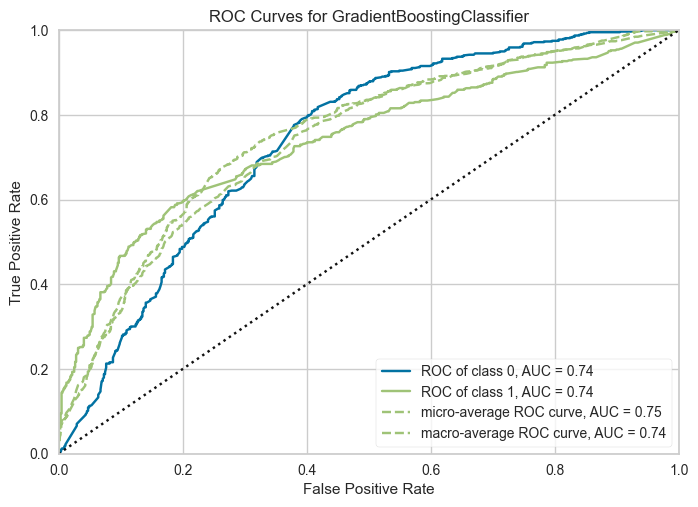 ROC Curves for GradientBoostingClassifier
1.0
0.8
0.6
0.4
0.2
0.0
True Positive Rate
ROC of class 0, AUC = 0.74
ROC of class 1, AUC = 0.74
micro-average ROC curve, AUC = 0.75
macro-average ROC curve, AUC = 0.74
0.0 0.2 0.4 0.6 0.8 1.0
False Positive Rate